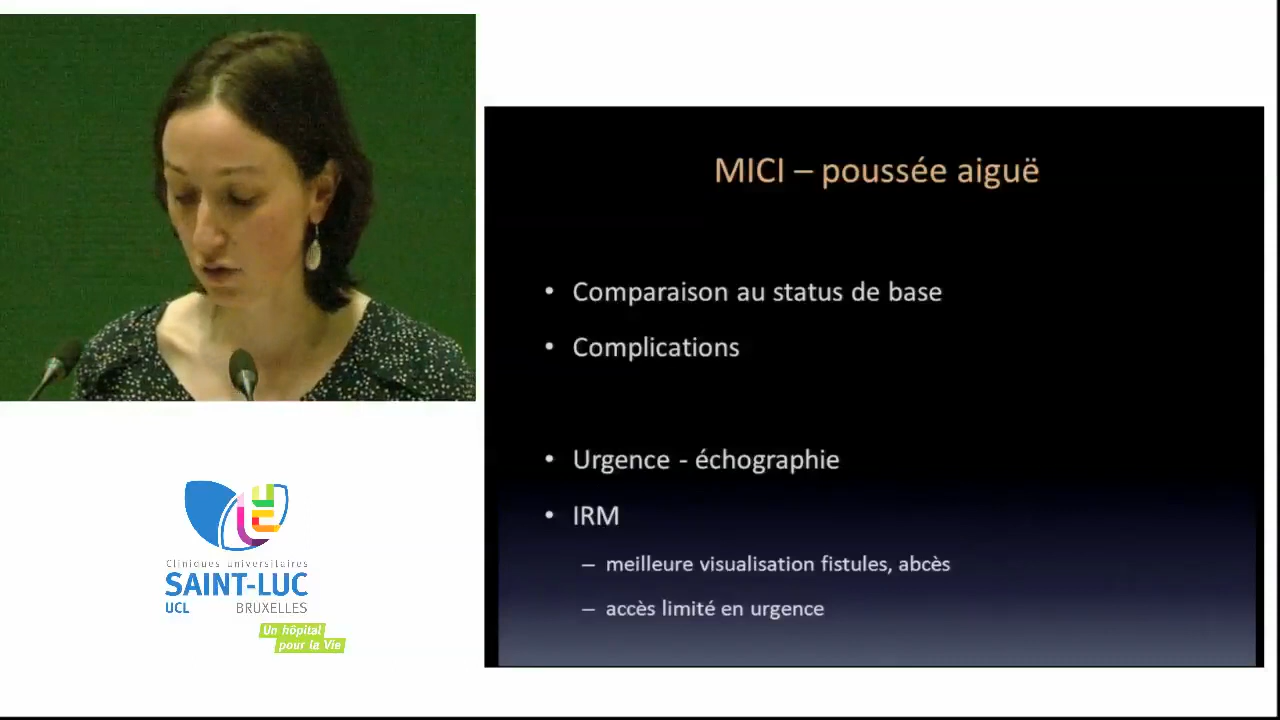 MICI – poussée aiguë
• Comparaison au status de base
• Complications
• Urgence - échographie
• IRM
– meilleure visualisation fistules, abcès
– accès limité en urgence
Cliniques universitaires
SAINT-LUC
UCL BRUXELLES
Un hôpital
pour la Vie